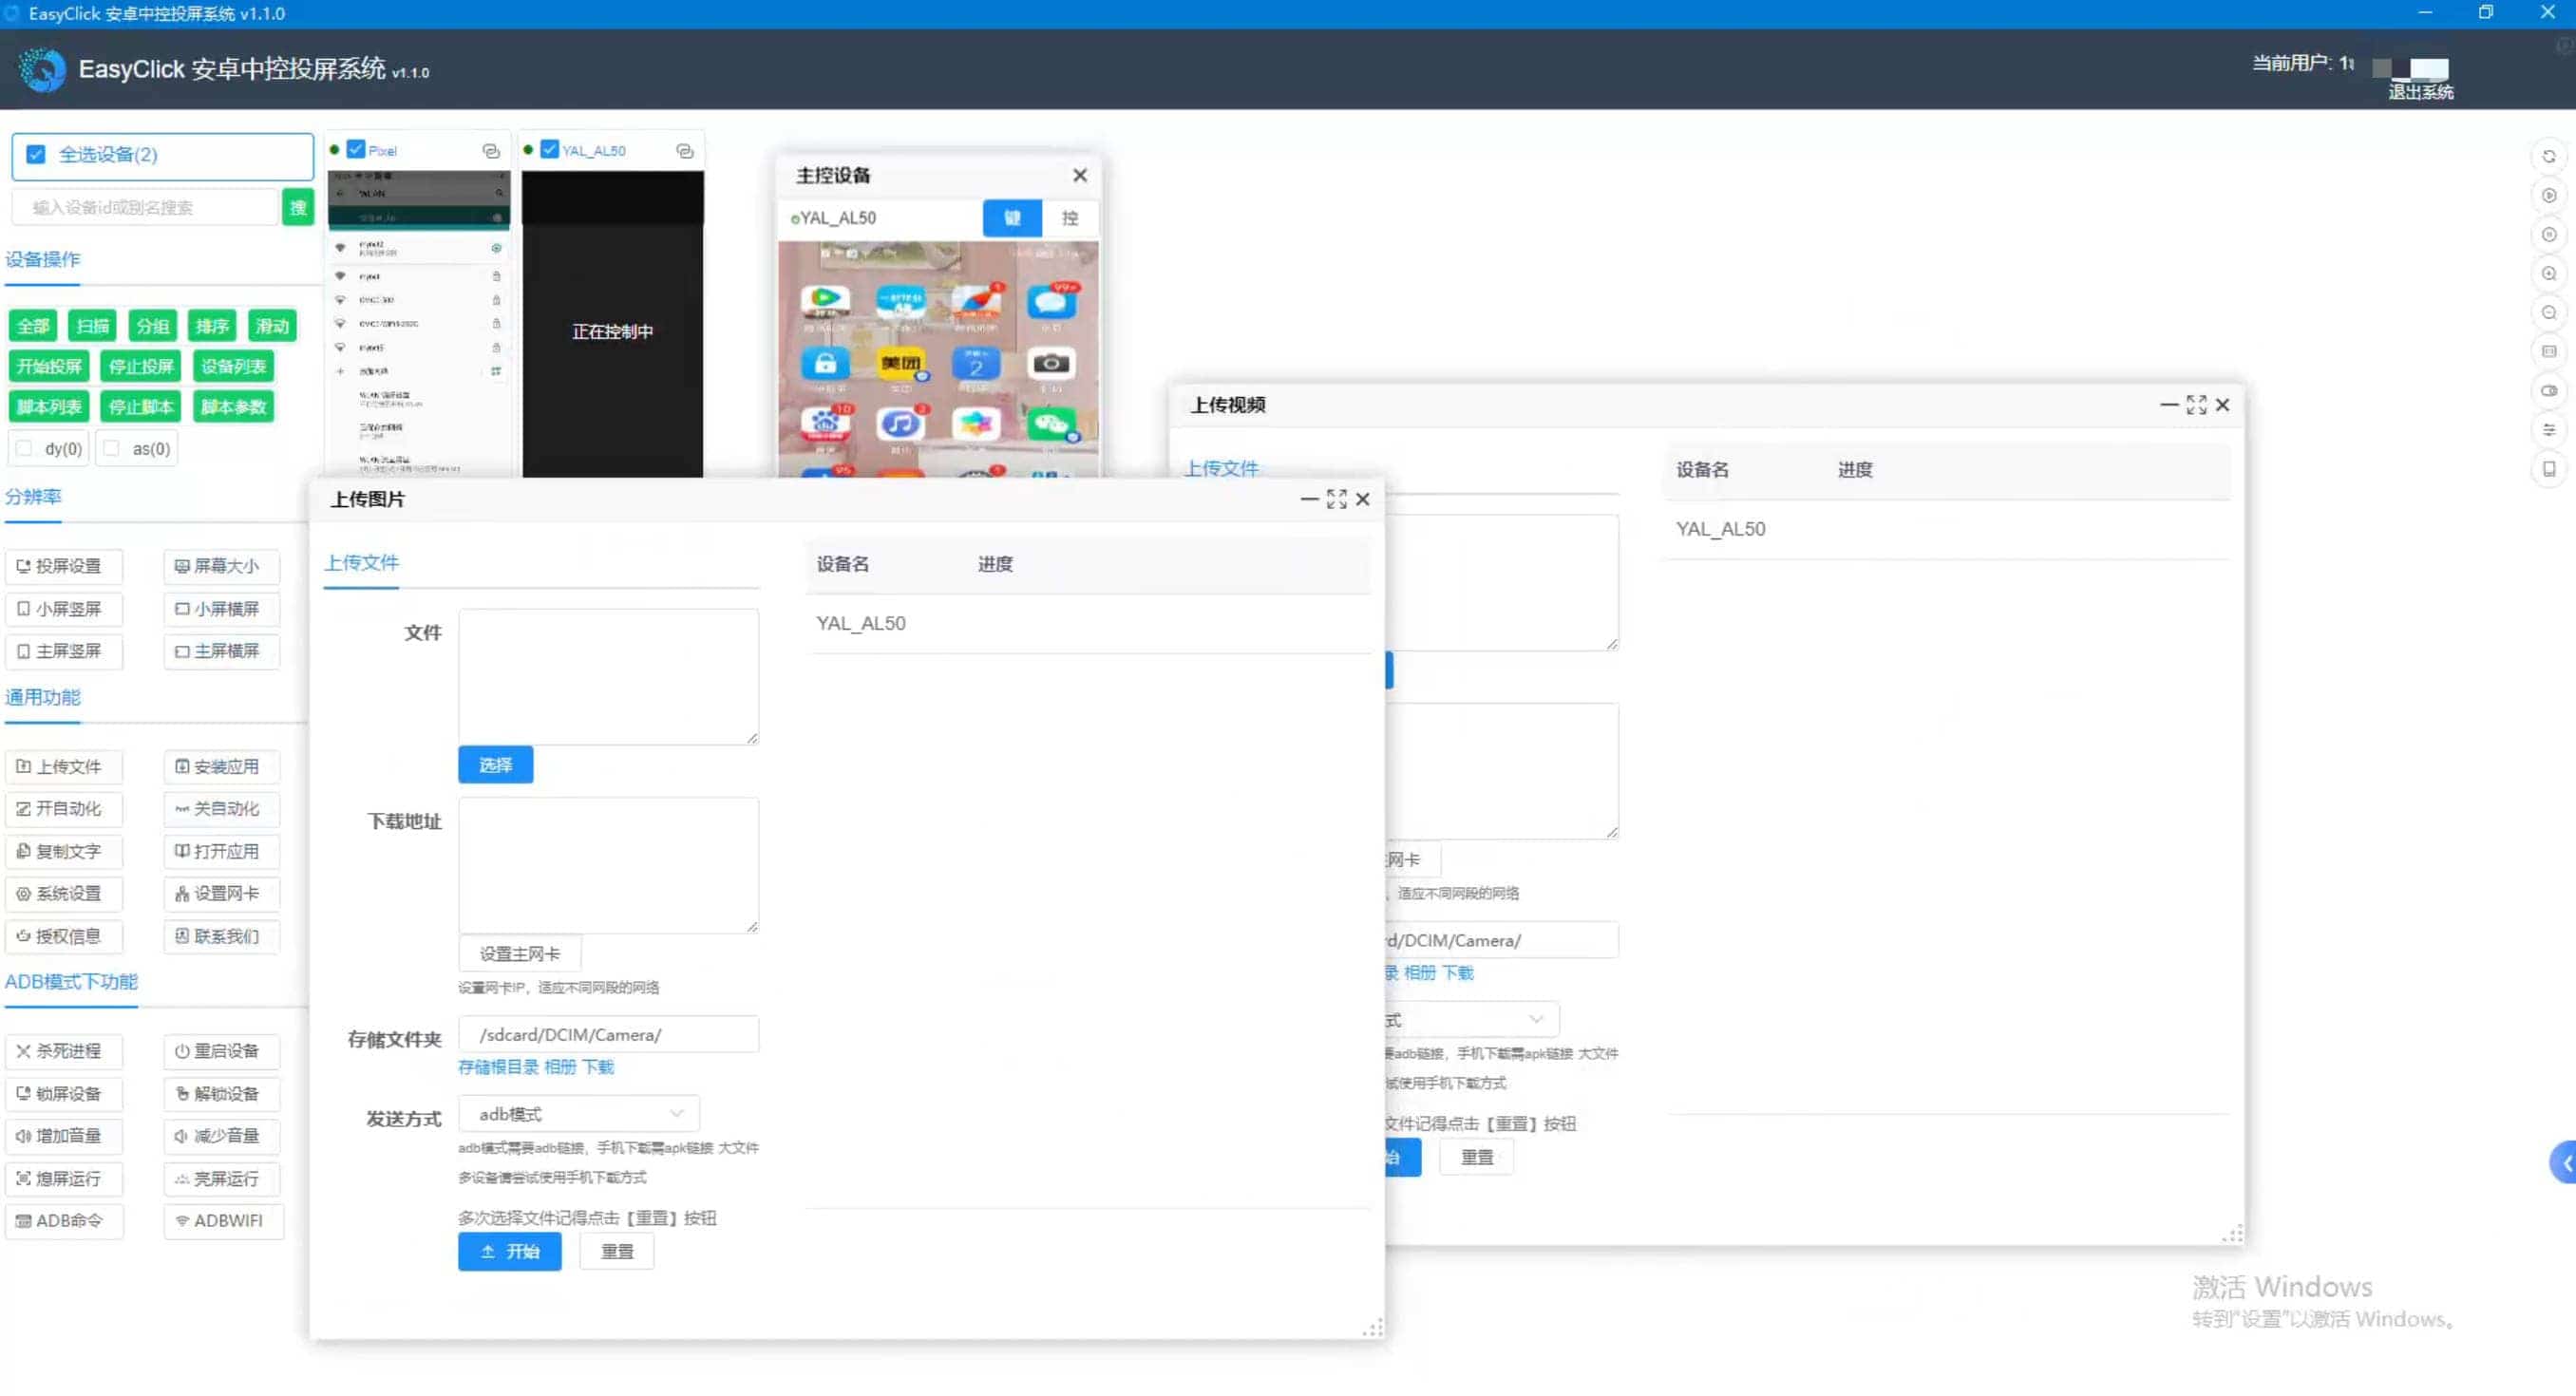 EasyClick 安卓中控投屏系统 v1.1.0
EasyClick 安卓中控投屏系统 v1.1.0
当前用户:
退出系统
全选设备(2)
输入设备id或别名搜索
搜
设备操作
全部 扫描 分组 排序 滑动
开始投屏 停止投屏 设备列表
脚本列表 停止脚本 脚本参数
dy(0) as(0)
分辨率
投屏设置 屏幕大小
小屏竖屏 小屏横屏
主屏竖屏 主屏横屏
通用功能
上传文件 安装应用
开自动化 关自动化
复制文字 打开应用
系统设置 设置网卡
授权信息 联系我们
ADB模式下功能
杀死进程 重启设备
锁屏设备 解锁设备
增加音量 减少音量
熄屏运行 亮屏运行
ADB命令 ADBWIFI
Pixel
WLAN
YAL_AL50
正在控制中
主控设备
YAL_AL50 键 控
美团
上传图片
上传文件
设备名 进度
YAL_AL50
文件
选择
下载地址
设置主网卡
设置网卡IP，适应不同网段的网络
存储文件夹
/sdcard/DCIM/Camera/
存储根目录 相册 下载
发送方式
adb模式
adb模式需要adb链接，手机下载需apk链接 大文件
多设备请尝试使用手机下载方式
多次选择文件记得点击【重置】按钮
开始 重置
上传视频
上传文件
设备名 进度
YAL_AL50
网卡
，适应不同网段的网络
d/DCIM/Camera/
录 相册 下载
式
要adb链接，手机下载需apk链接 大文件
试使用手机下载方式
文件记得点击【重置】按钮
始 重置
激活 Windows
转到“设置”以激活 Windows。